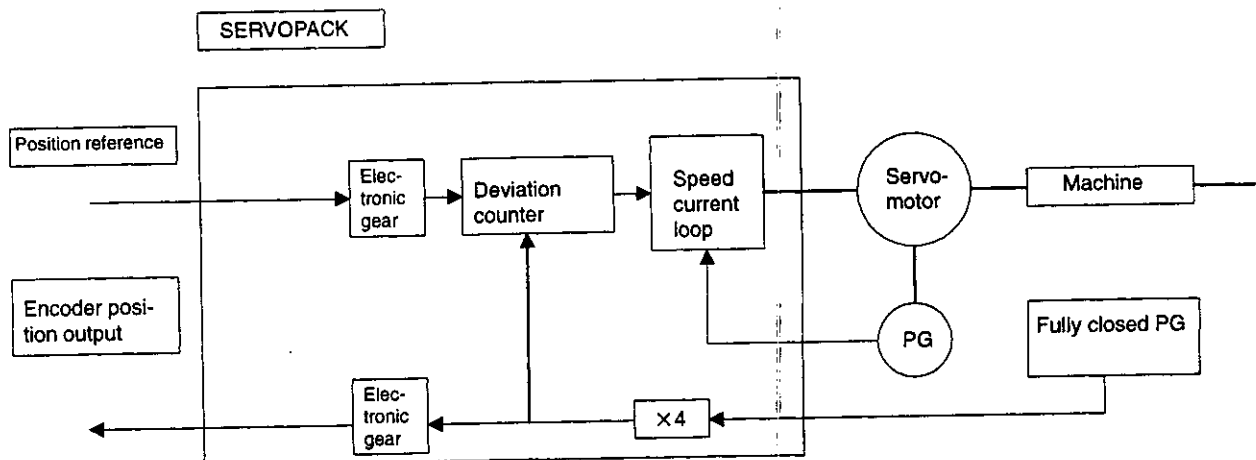 SERVOPACK
Position reference
Elec-
tronic
gear
Deviation
counter
Speed
current
loop
Servo-
motor
Machine
Encoder posi-
tion output
PG
Fully closed PG
Elec-
tronic
gear
×4